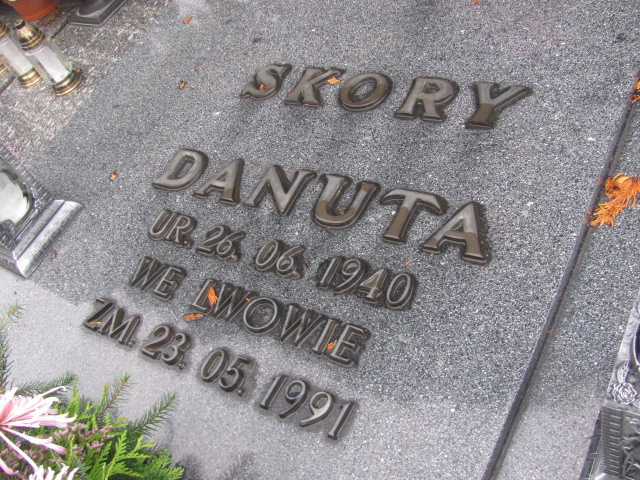 SKORY
DANUTA
UR. 26. 06. 1940
WE LWOWIE
ZM. 23. 05. 1991